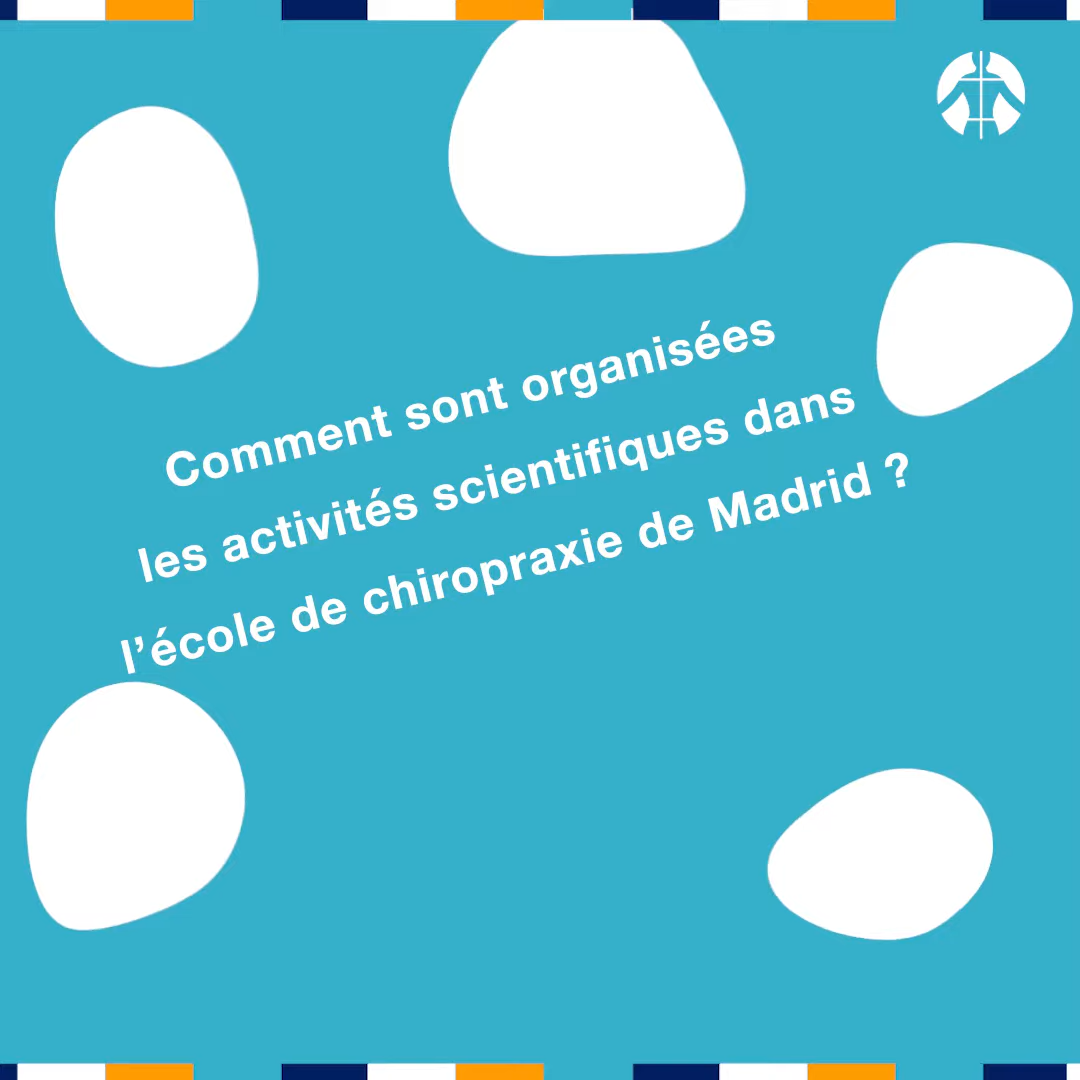 Comment sont organisées
les activités scientifiques dans
l’école de chiropraxie de Madrid ?